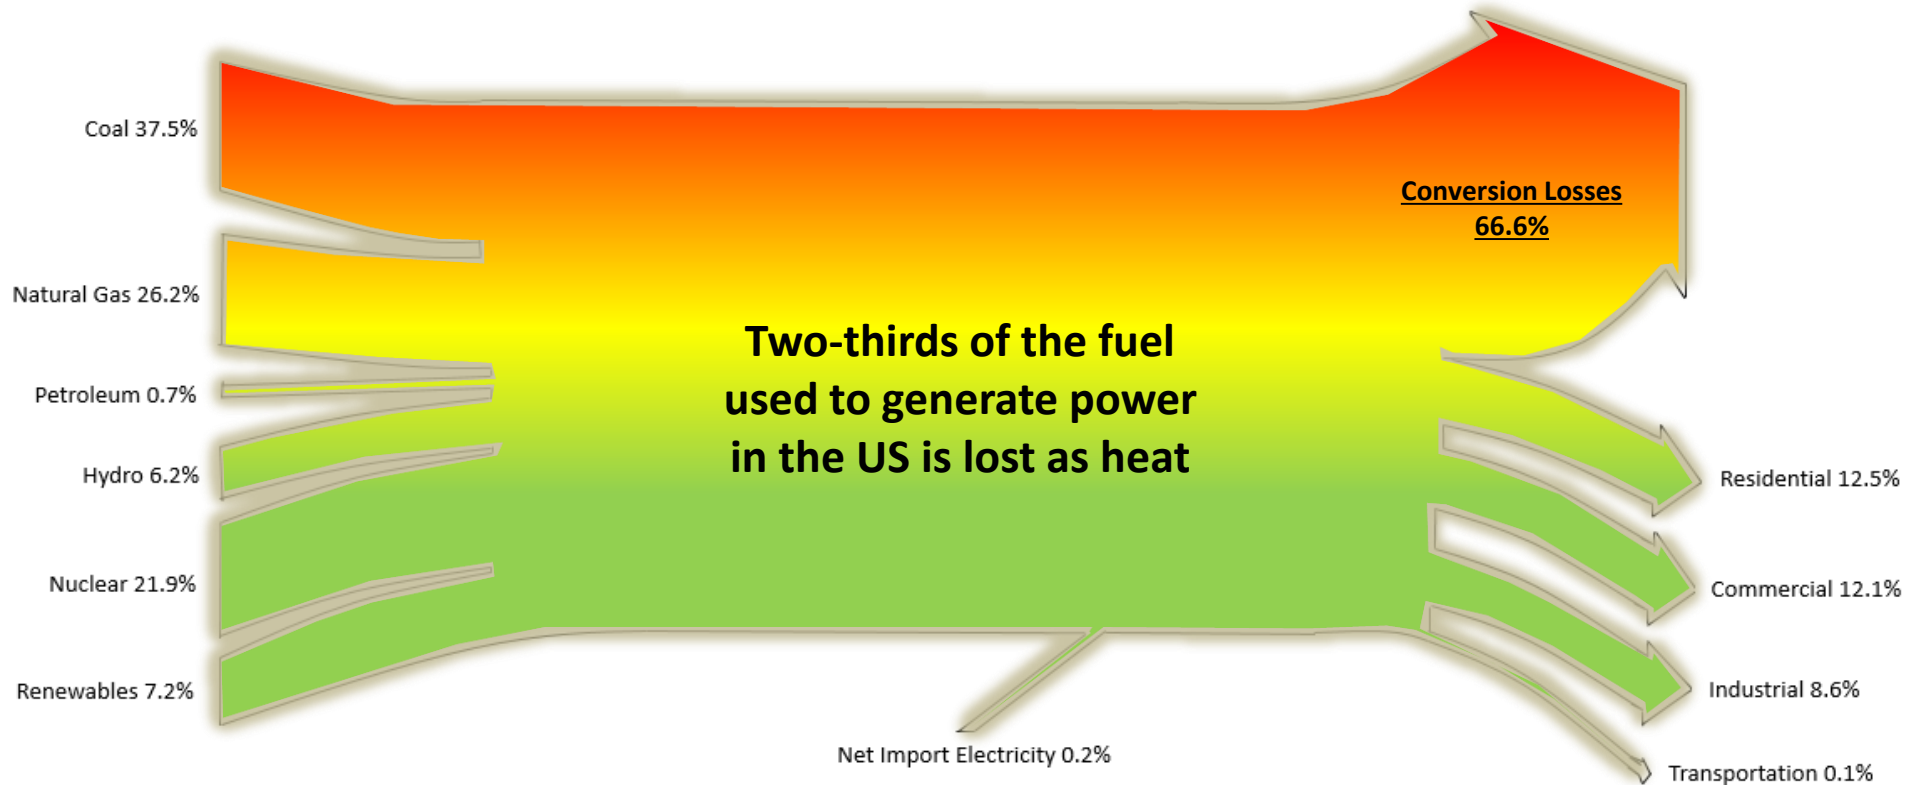 Coal 37.5%
Natural Gas 26.2%
Petroleum 0.7%
Hydro 6.2%
Nuclear 21.9%
Renewables 7.2%
Two-thirds of the fuel
used to generate power
in the US is lost as heat
Net Import Electricity 0.2%
Conversion Losses
66.6%
Residential 12.5%
Commercial 12.1%
Industrial 8.6%
Transportation 0.1%